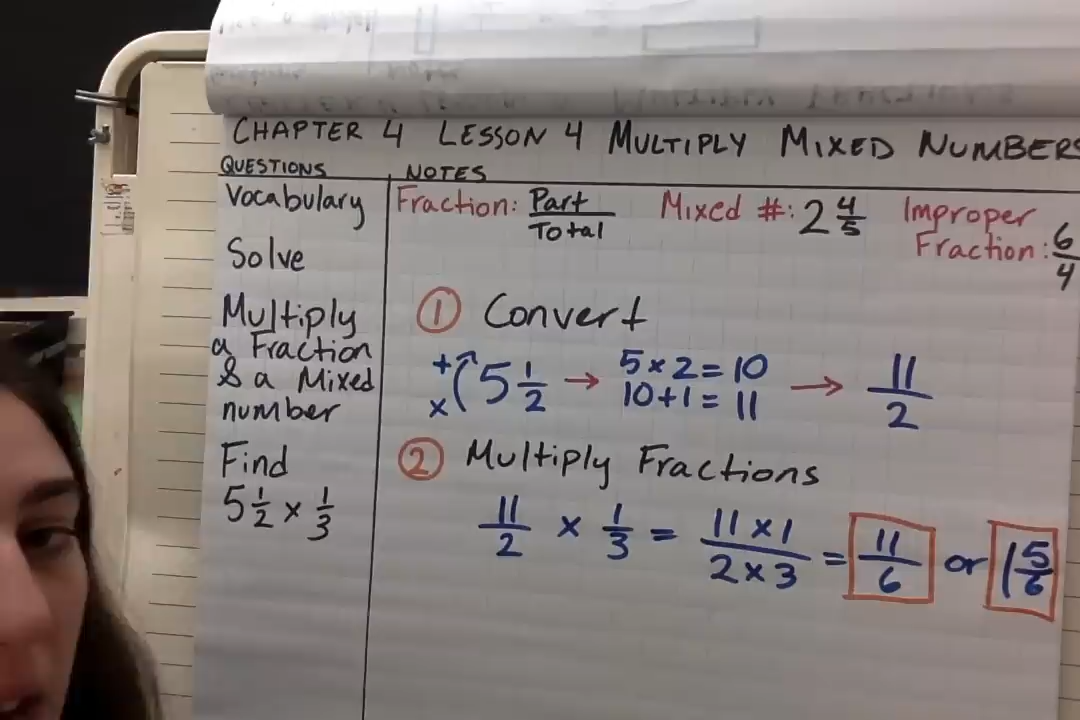 CHAPTER 4 LESSON 4 MULTIPLY MIXED NUMBERS
QUESTIONS NOTES
Vocabulary
Fraction: Part/Total Mixed #: 2 4/5 Improper Fraction: 6/4
Solve
Multiply
a Fraction
& a Mixed
number
① Convert
+ × 5 1/2 → 5 × 2 = 10
10 + 1 = 11 → 11/2
Find
5 1/2 × 1/3
② Multiply Fractions
11/2 × 1/3 = 11 × 1/2 × 3 = 11/6 or 1 5/6